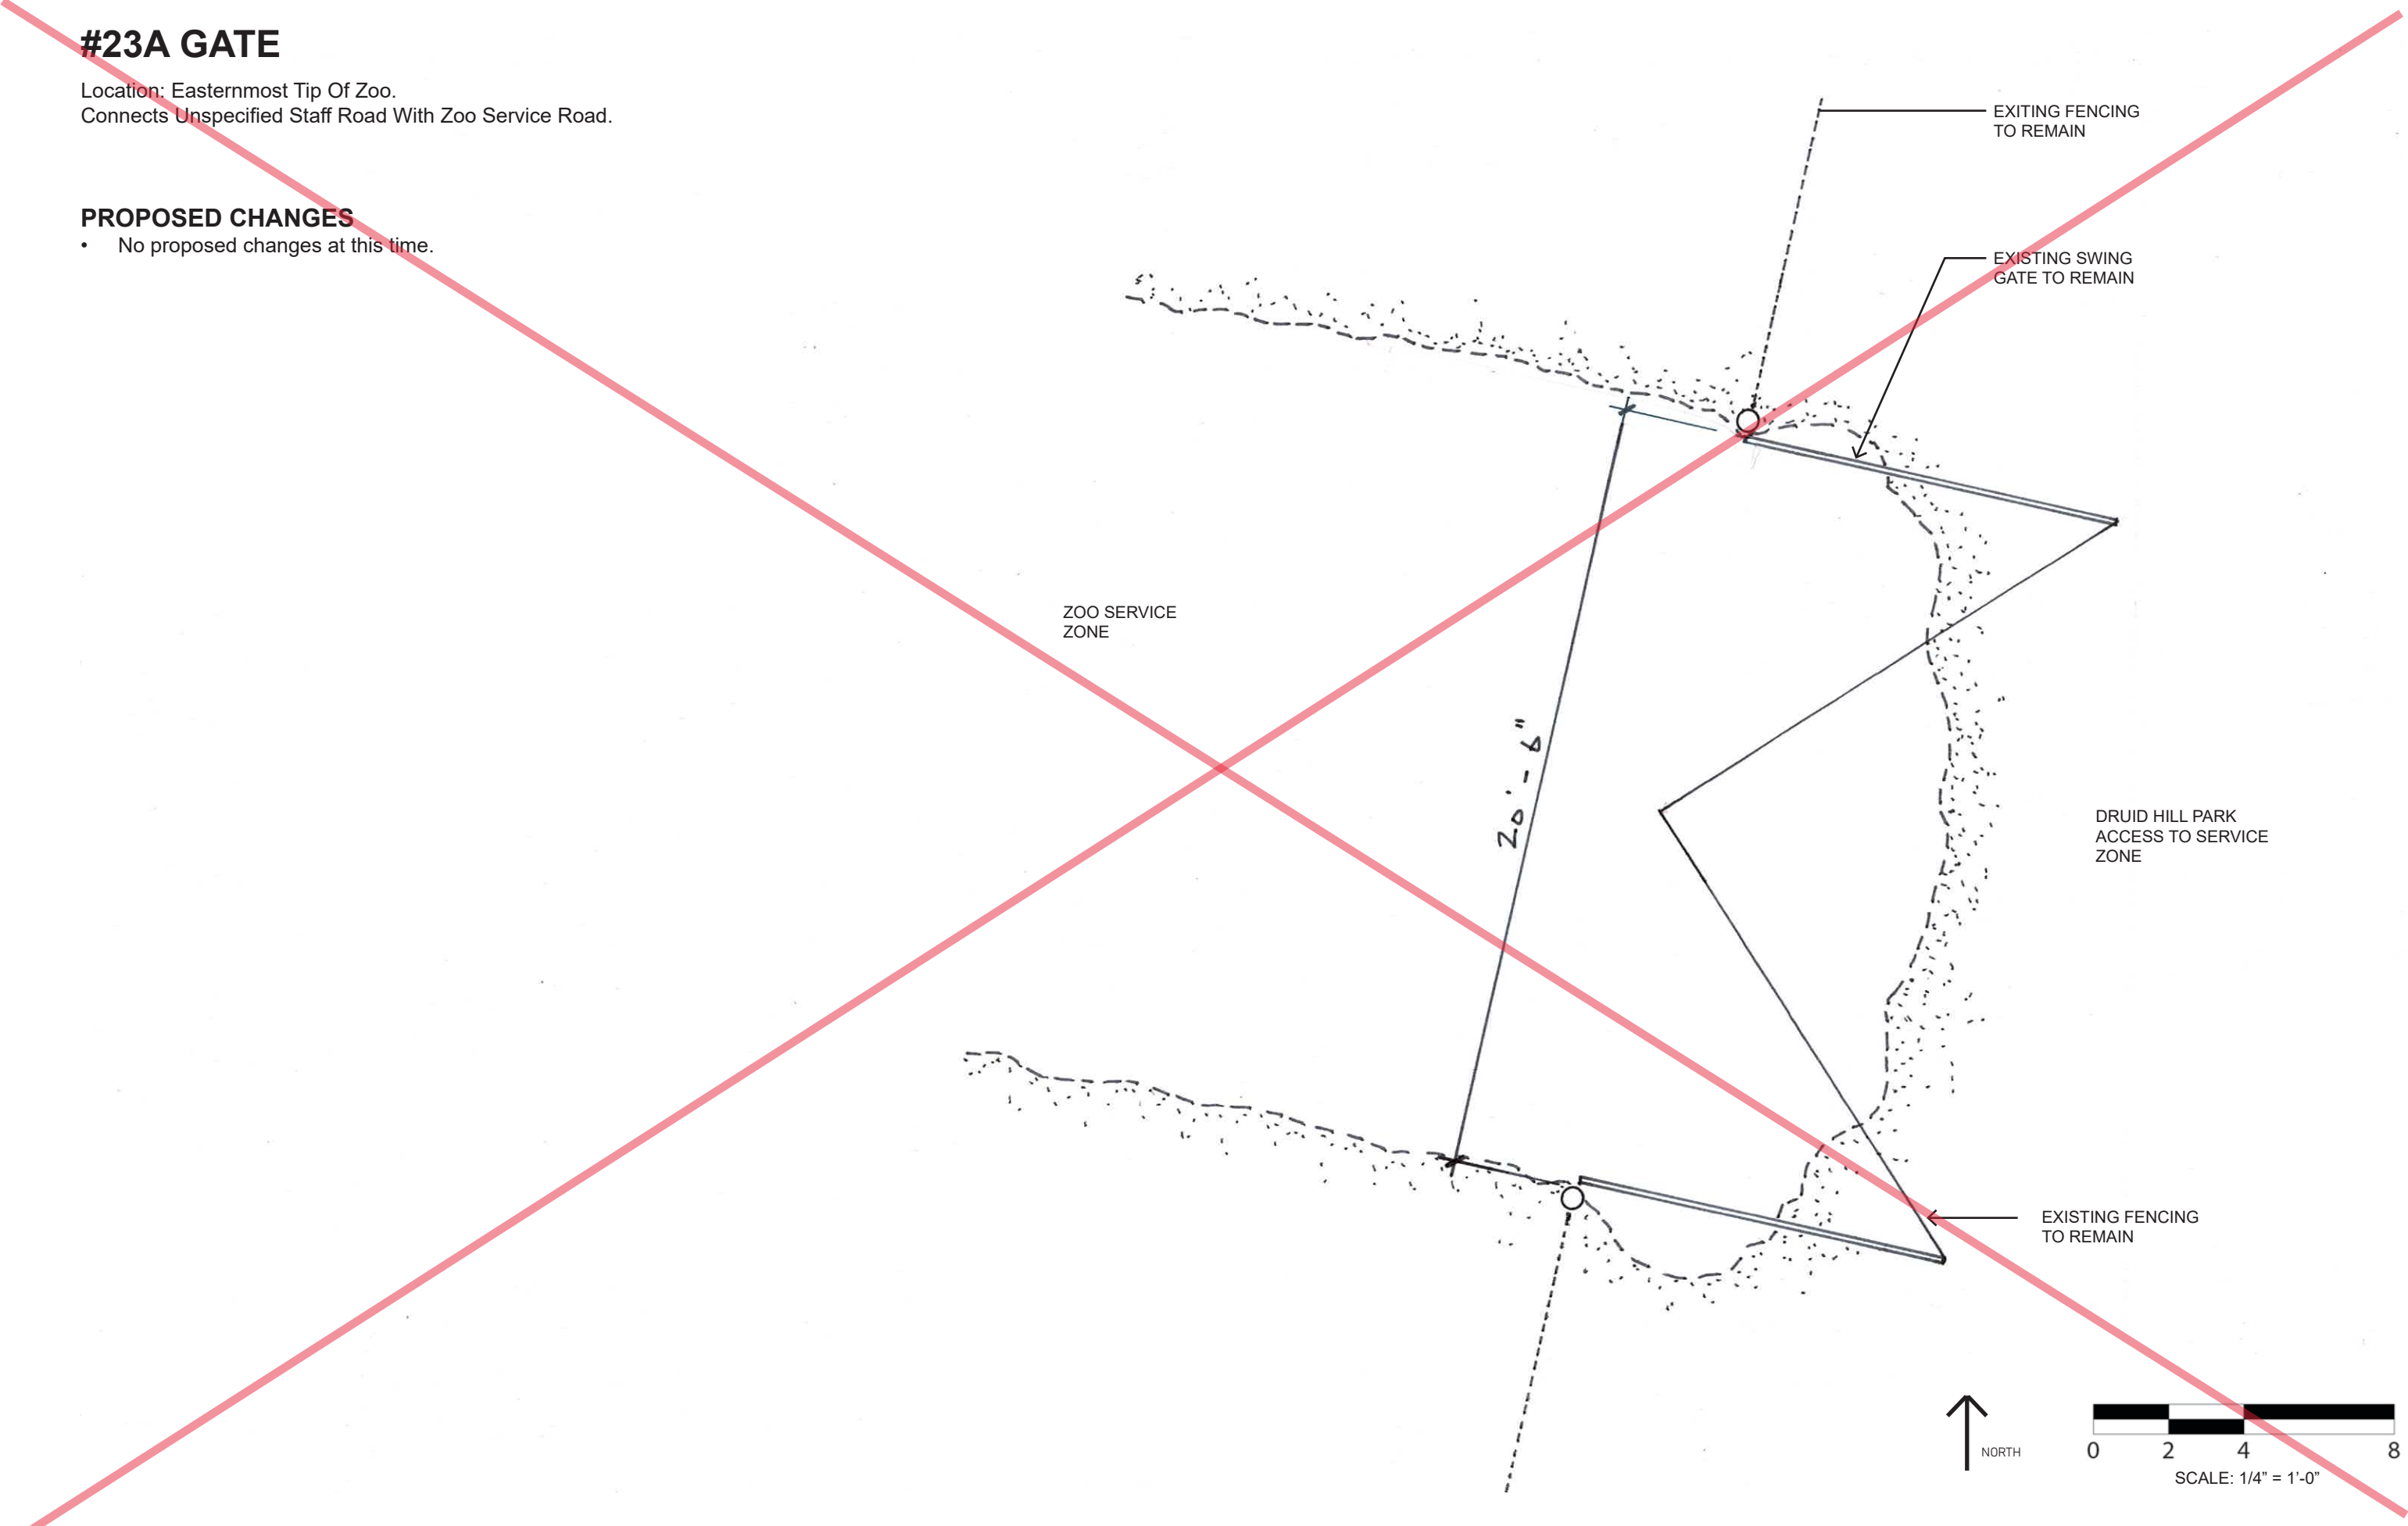 #23A GATE
Location: Easternmost Tip Of Zoo.
Connects Unspecified Staff Road With Zoo Service Road.
PROPOSED CHANGES
• No proposed changes at this time.
EXITING FENCING
TO REMAIN
EXISTING SWING
GATE TO REMAIN
ZOO SERVICE
ZONE
20' - 6"
DRUID HILL PARK
ACCESS TO SERVICE
ZONE
EXISTING FENCING
TO REMAIN
NORTH
0 2 4 8
SCALE: 1/4” = 1’-0”